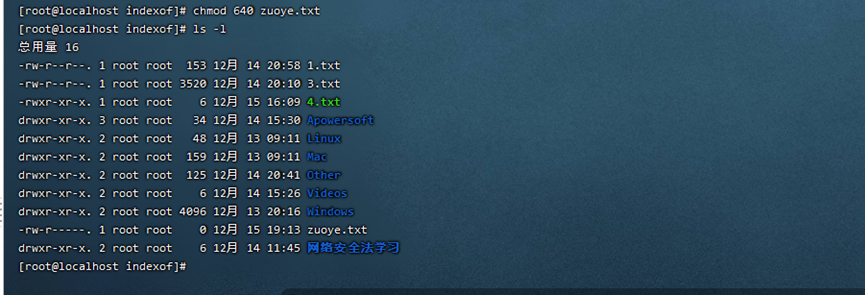 [root@localhost indexof]# chmod 640 zuoye.txt
[root@localhost indexof]# ls -l
总用量 16
-rw-r--r--. 1 root root  153 12月 14 20:58 1.txt
-rw-r--r--. 1 root root 3520 12月 14 20:10 3.txt
-rwxr-xr-x. 1 root root    6 12月 15 16:09 4.txt
drwxr-xr-x. 3 root root   34 12月 14 15:30 Apowersoft
drwxr-xr-x. 2 root root   48 12月 13 09:11 Linux
drwxr-xr-x. 2 root root  159 12月 13 09:11 Mac
drwxr-xr-x. 2 root root  125 12月 14 20:41 Other
drwxr-xr-x. 2 root root    6 12月 14 15:26 Videos
drwxr-xr-x. 2 root root 4096 12月 13 20:16 Windows
-rw-r-----. 1 root root    0 12月 15 19:13 zuoye.txt
drwxr-xr-x. 2 root root    6 12月 14 11:45 网络安全法学习
[root@localhost indexof]#